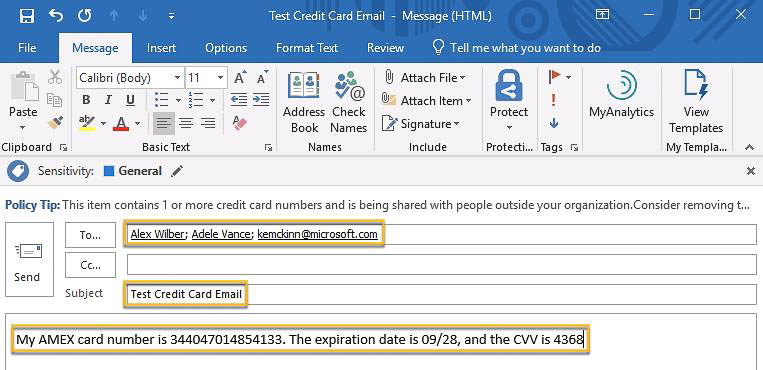 Test Credit Card Email - Message (HTML)
File Message Insert Options Format Text Review Tell me what you want to do
Calibri (Body) 11 A A
Paste
B I U
ab A
Clipboard
Basic Text
Address Book
Check Names
Names
Attach File
Attach Item
Signature
Include
Protect
Protecti...
Tags
MyAnalytics
View Templates
My Templa...
Sensitivity: General
Policy Tip: This item contains 1 or more credit card numbers and is being shared with people outside your organization.Consider removing t...
Send
To... Alex Wilber; Adele Vance; kemckinn@microsoft.com
Cc...
Subject Test Credit Card Email
My AMEX card number is 344047014854133. The expiration date is 09/28, and the CVV is 4368